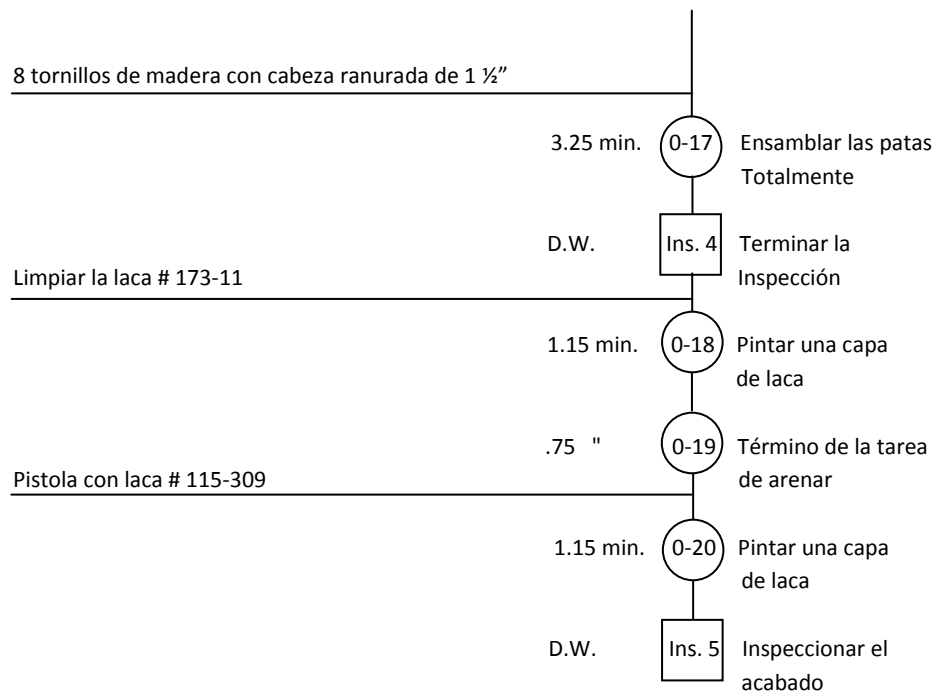 8 tornillos de madera con cabeza ranurada de 1 ½”
3.25 min.
0-17
Ensamblar las patas
Totalmente
D.W.
Ins. 4
Terminar la
Inspección
Limpiar la laca # 173-11
1.15 min.
0-18
Pintar una capa
de laca
.75 "
0-19
Término de la tarea
de arenar
Pistola con laca # 115-309
1.15 min.
0-20
Pintar una capa
de laca
D.W.
Ins. 5
Inspeccionar el
acabado